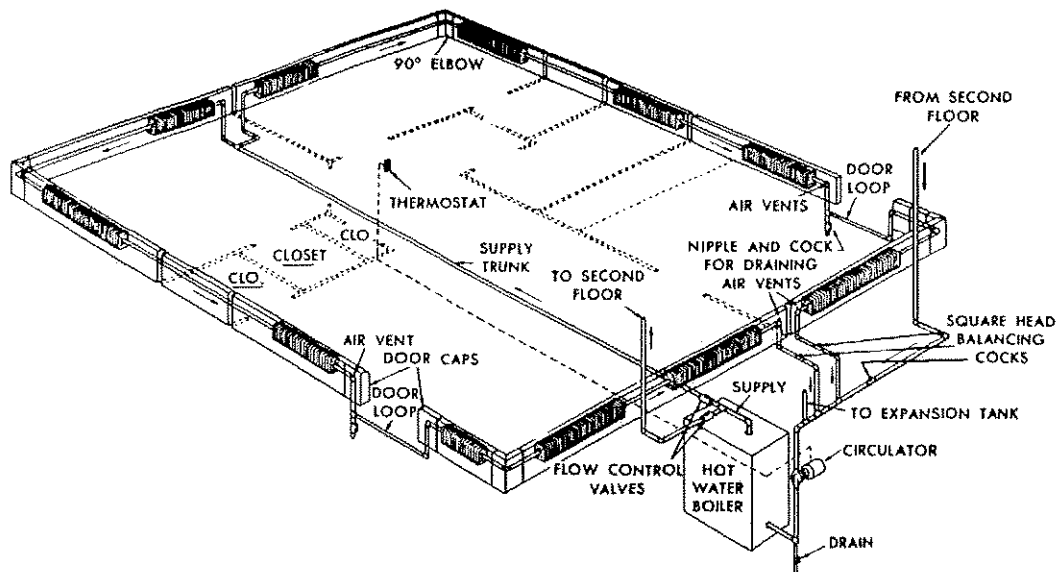 90° ELBOW
FROM SECOND
FLOOR
DOOR
LOOP
THERMOSTAT
AIR VENTS
CLO
CLOSET
CLO.
SUPPLY
TRUNK
NIPPLE AND COCK
FOR DRAINING
AIR VENTS
TO SECOND
FLOOR
SQUARE HEAD
BALANCING
COCKS
AIR VENT
DOOR CAPS
DOOR
LOOP
SUPPLY
TO EXPANSION TANK
FLOW CONTROL
VALVES
HOT
WATER
BOILER
CIRCULATOR
DRAIN